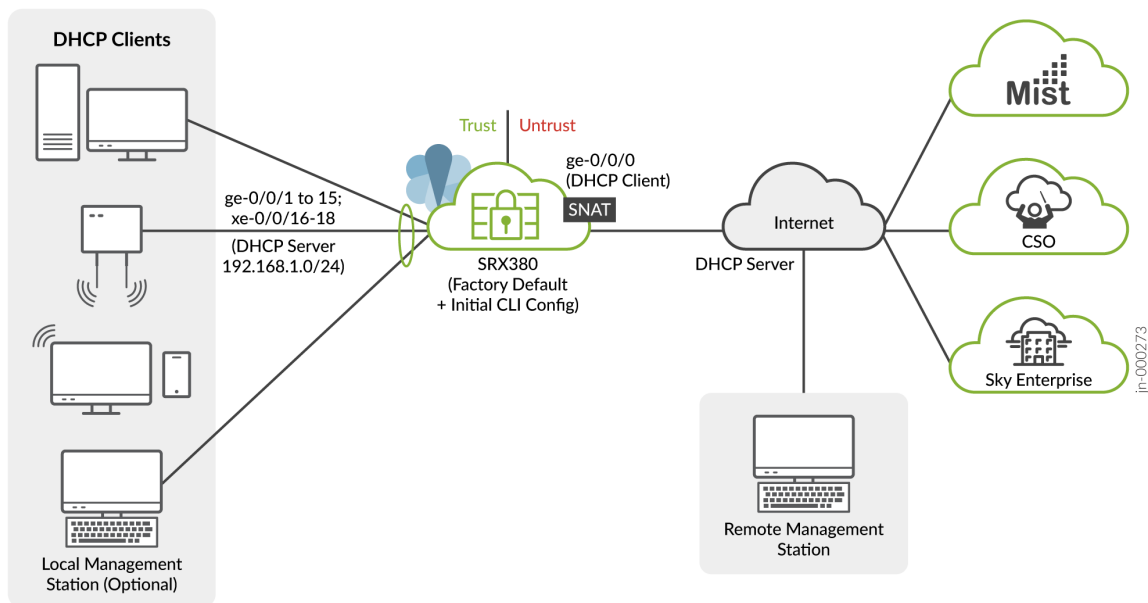 DHCP Clients
Trust
Untrust
ge-0/0/0
(DHCP Client)
SNAT
ge-0/0/1 to 15;
xe-0/0/16-18
(DHCP Server
192.168.1.0/24)
SRX380
(Factory Default
+ Initial CLI Config)
Internet
DHCP Server
Mist
CSO
Sky Enterprise
Local Management
Station (Optional)
Remote Management
Station
jn-000273